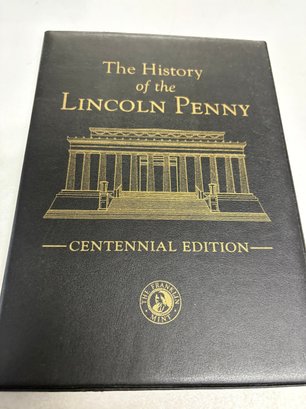 The History
of the
LINCOLN PENNY
CENTENNIAL EDITION
THE FRANKLIN
MINT